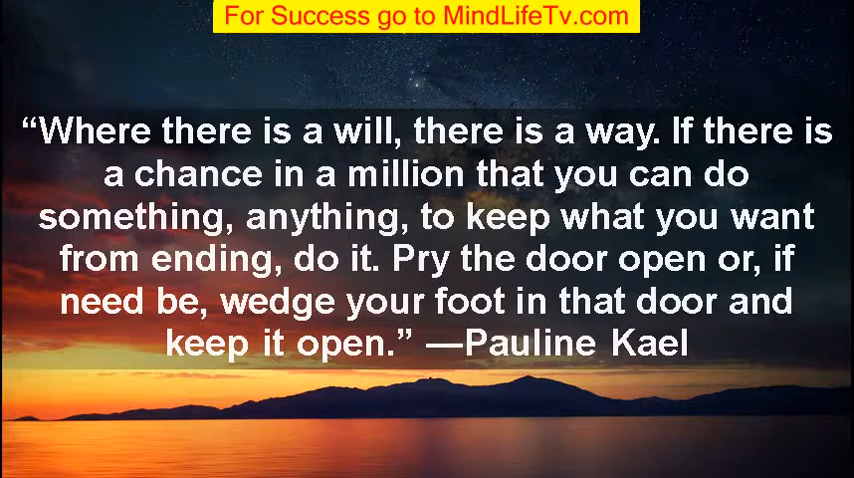 For Success go to MindLifeTv.com
“Where there is a will, there is a way. If there is
a chance in a million that you can do
something, anything, to keep what you want
from ending, do it. Pry the door open or, if
need be, wedge your foot in that door and
keep it open.” —Pauline Kael